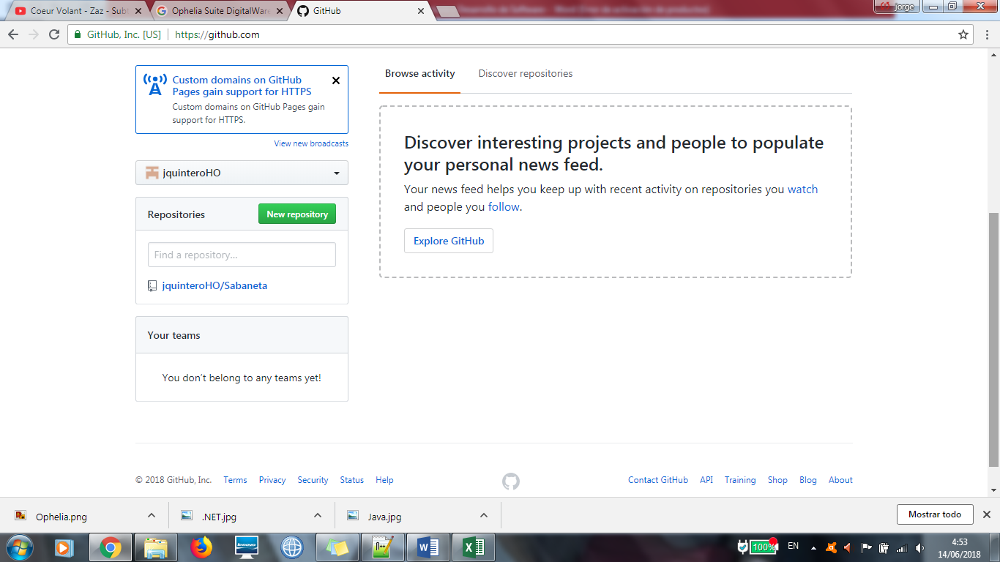 Coeur Volant - Zaz - Subt
Ophelia Suite DigitalWare
GitHub
jorge
GitHub, Inc. [US]
https://github.com
Custom domains on GitHub
Pages gain support for HTTPS
Custom domains on GitHub Pages gain
support for HTTPS.
View new broadcasts
jquinteroHO
Repositories
New repository
Find a repository...
jquinteroHO/Sabaneta
Your teams
You don't belong to any teams yet!
Browse activity
Discover repositories
Discover interesting projects and people to populate
your personal news feed.
Your news feed helps you keep up with recent activity on repositories you watch
and people you follow.
Explore GitHub
© 2018 GitHub, Inc.
Terms
Privacy
Security
Status
Help
Contact GitHub
API
Training
Shop
Blog
About
Ophelia.png
.NET.jpg
Java.jpg
Mostrar todo
lenovo
100%
EN
4:53
14/06/2018